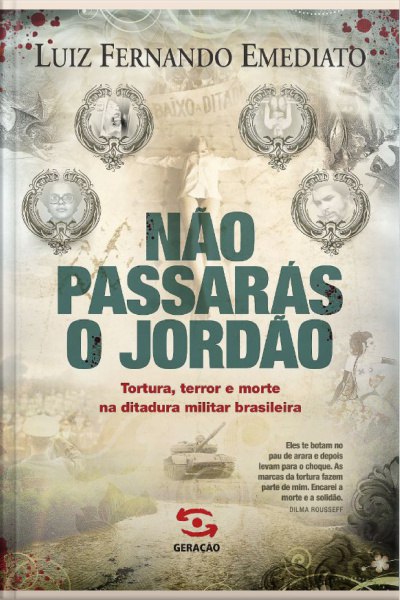 LUIZ FERNANDO EMEDIATO
ABAIXO A DITA
NÃO
PASSARÁS
O JORDÃO
Tortura, terror e morte
na ditadura militar brasileira
Eles te botam no
pau de arara e depois
levam para o choque. As
marcas da tortura fazem
parte de mim. Encarei a
morte e a solidão.
DILMA ROUSSEFF
GERAÇÃO